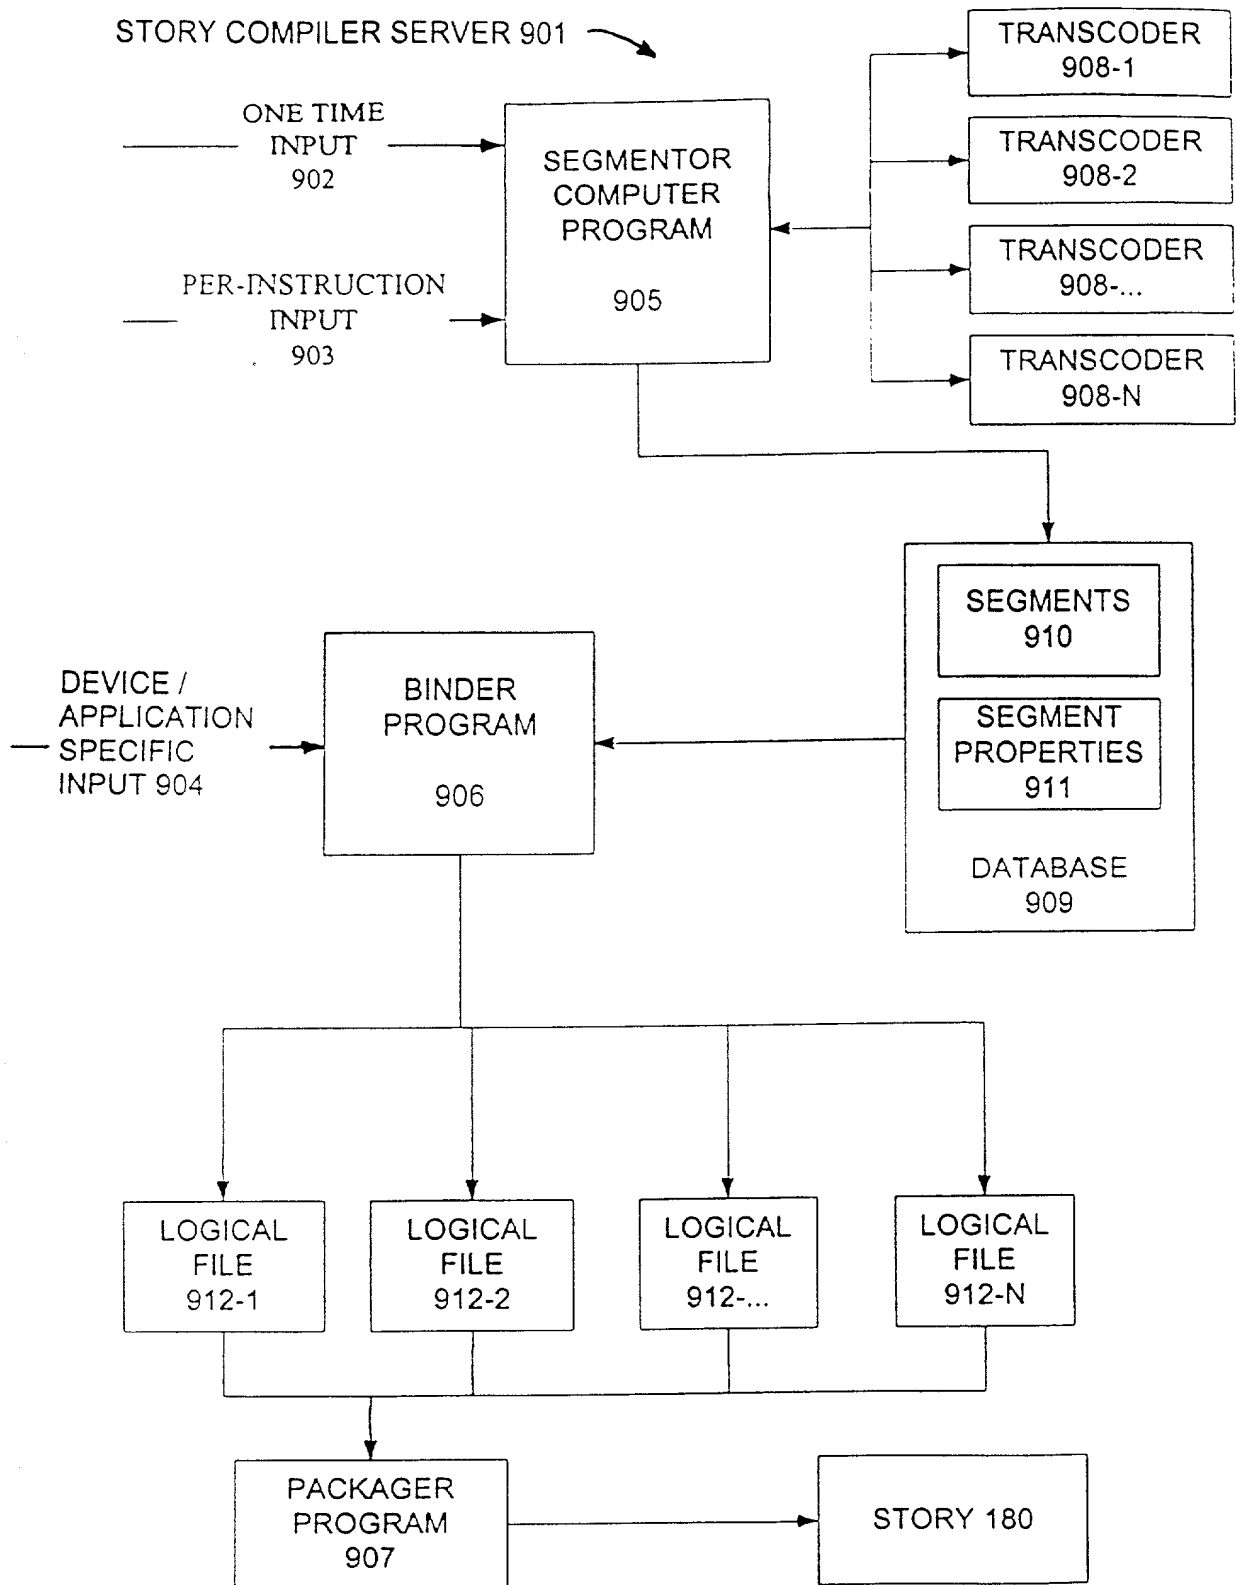 STORY COMPILER SERVER 901
TRANSCODER
908-1
ONE TIME
INPUT
902
SEGMENTOR
COMPUTER
PROGRAM
905
TRANSCODER
908-2
PER-INSTRUCTION
INPUT
903
TRANSCODER
908-...
TRANSCODER
908-N
SEGMENTS
910
SEGMENT
PROPERTIES
911
DATABASE
909
DEVICE /
APPLICATION
SPECIFIC
INPUT 904
BINDER
PROGRAM
906
LOGICAL
FILE
912-1
LOGICAL
FILE
912-2
LOGICAL
FILE
912-...
LOGICAL
FILE
912-N
PACKAGER
PROGRAM
907
STORY 180